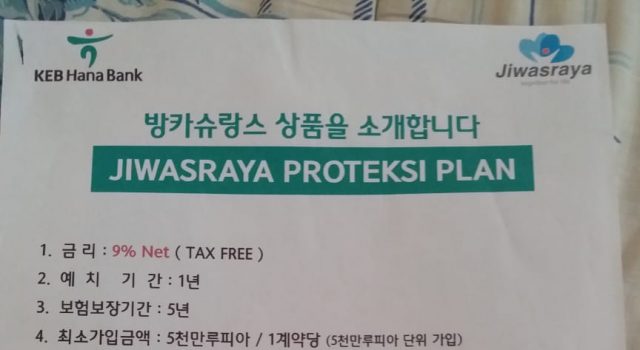 KEB Hana Bank
Jiwasraya
방카슈랑스 상품을 소개합니다
JIWASRAYA PROTEKSI PLAN
1. 금 리 : 9% Net ( TAX FREE )
2. 예 치 기 간 : 1년
3. 보험보장기간 : 5년
4. 최소가입금액 : 5천만루피아 / 1계약당 (5천만루피아 단위 가입)